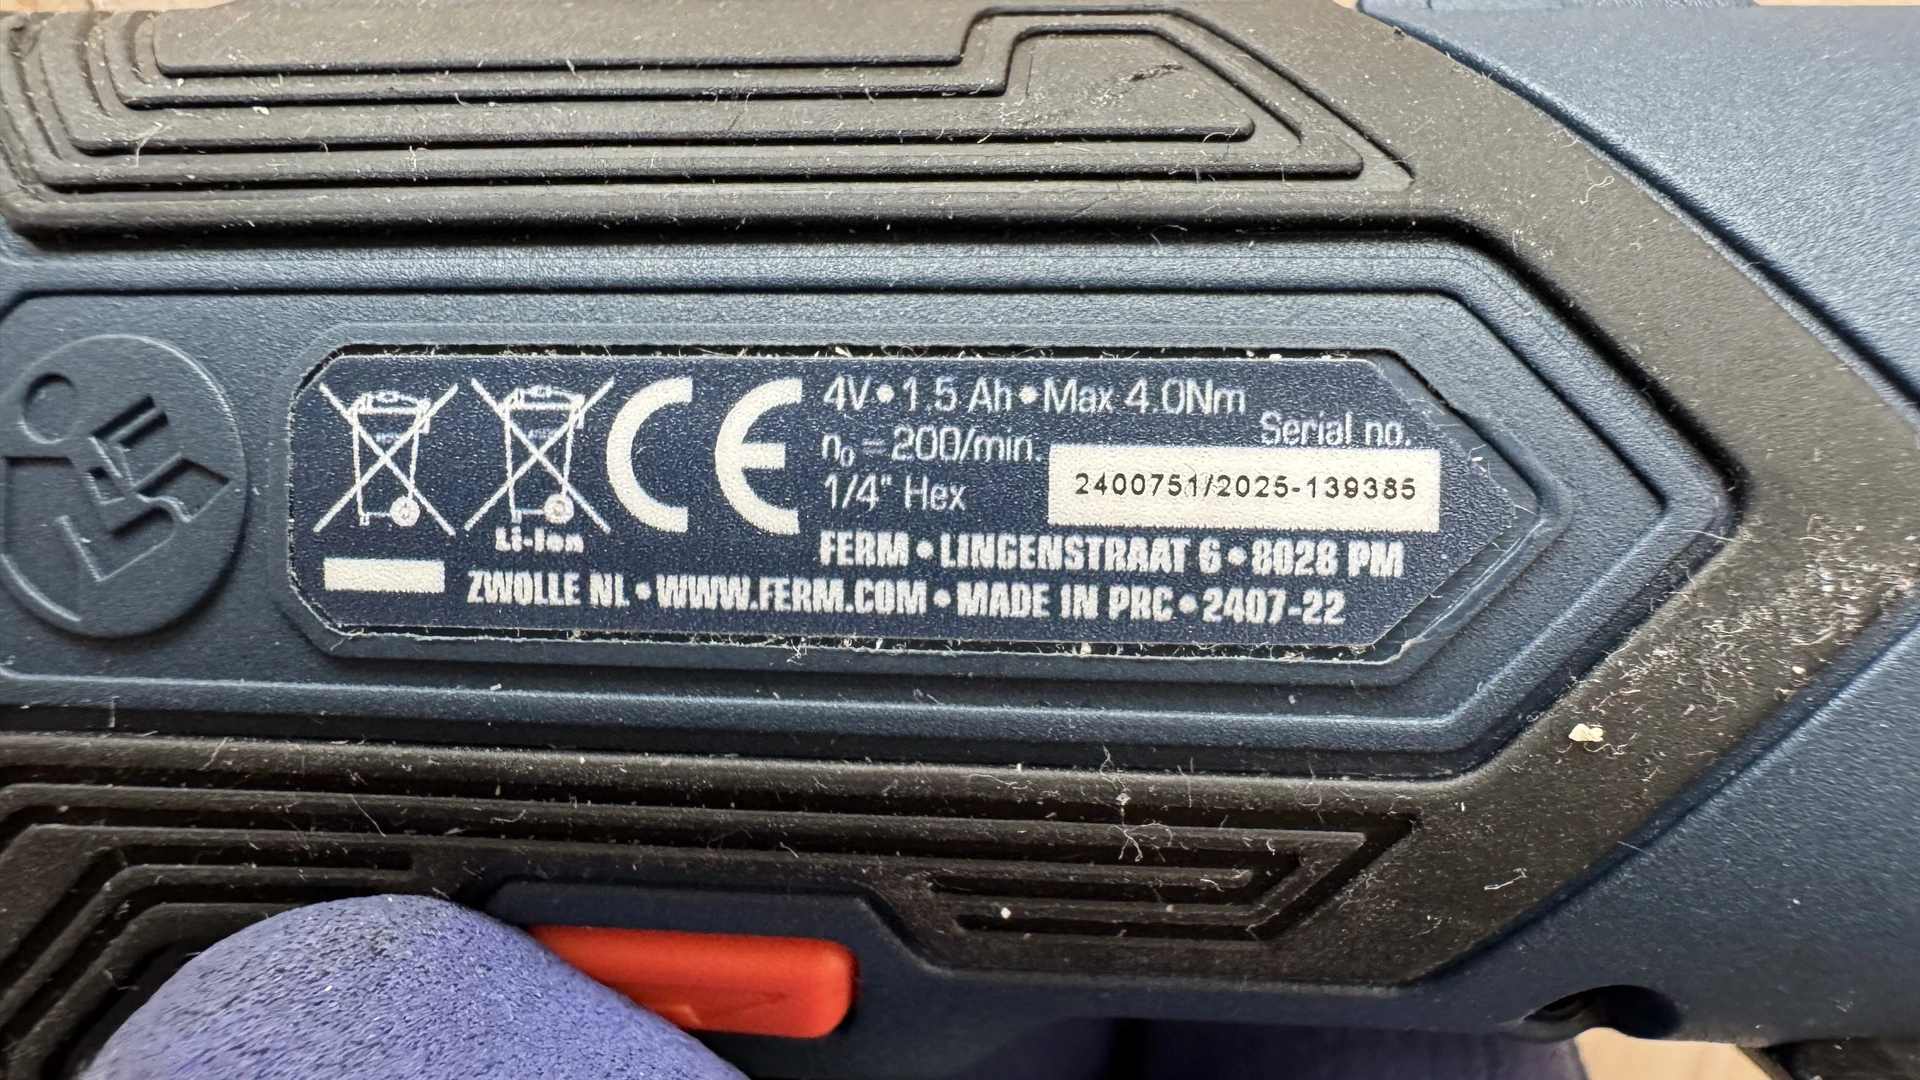 4V•1.5 Ah•Max 4.0Nm
n₀=200/min.
Serial no.
1/4" Hex
2400751/2025-139385
Li-Ion
FERM•LINGENSTRAAT 6•8028 PM
ZWOLLE NL•WWW.FERM.COM•MADE IN PRC•2407-22